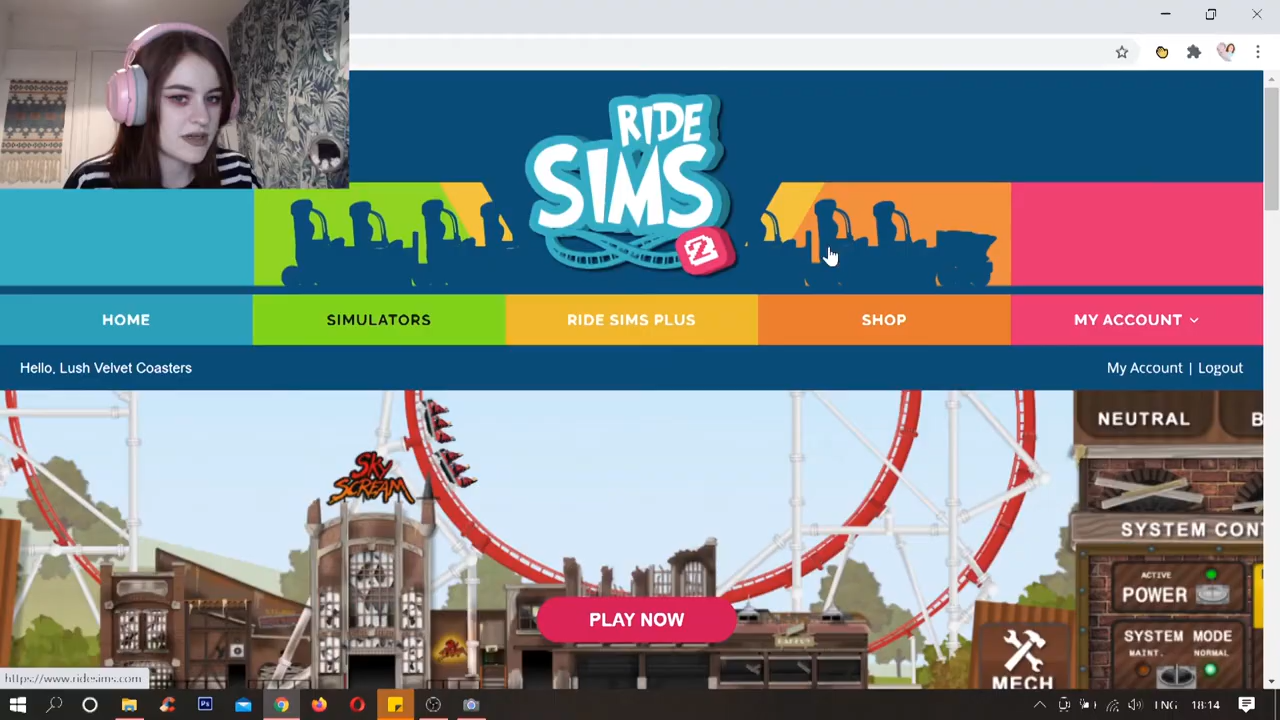 RIDE
SIMS
2
HOME
SIMULATORS
RIDE SIMS PLUS
SHOP
MY ACCOUNT
Hello, Lush Velvet Coasters
My Account | Logout
SKY
SCREAM
NEUTRAL
B
SYSTEM CONT
ACTIVE
POWER
SYSTEM MODE
MAINT.
NORMAL
MECH
PLAY NOW
https://www.ridesims.com
Ps
ENG
18:14